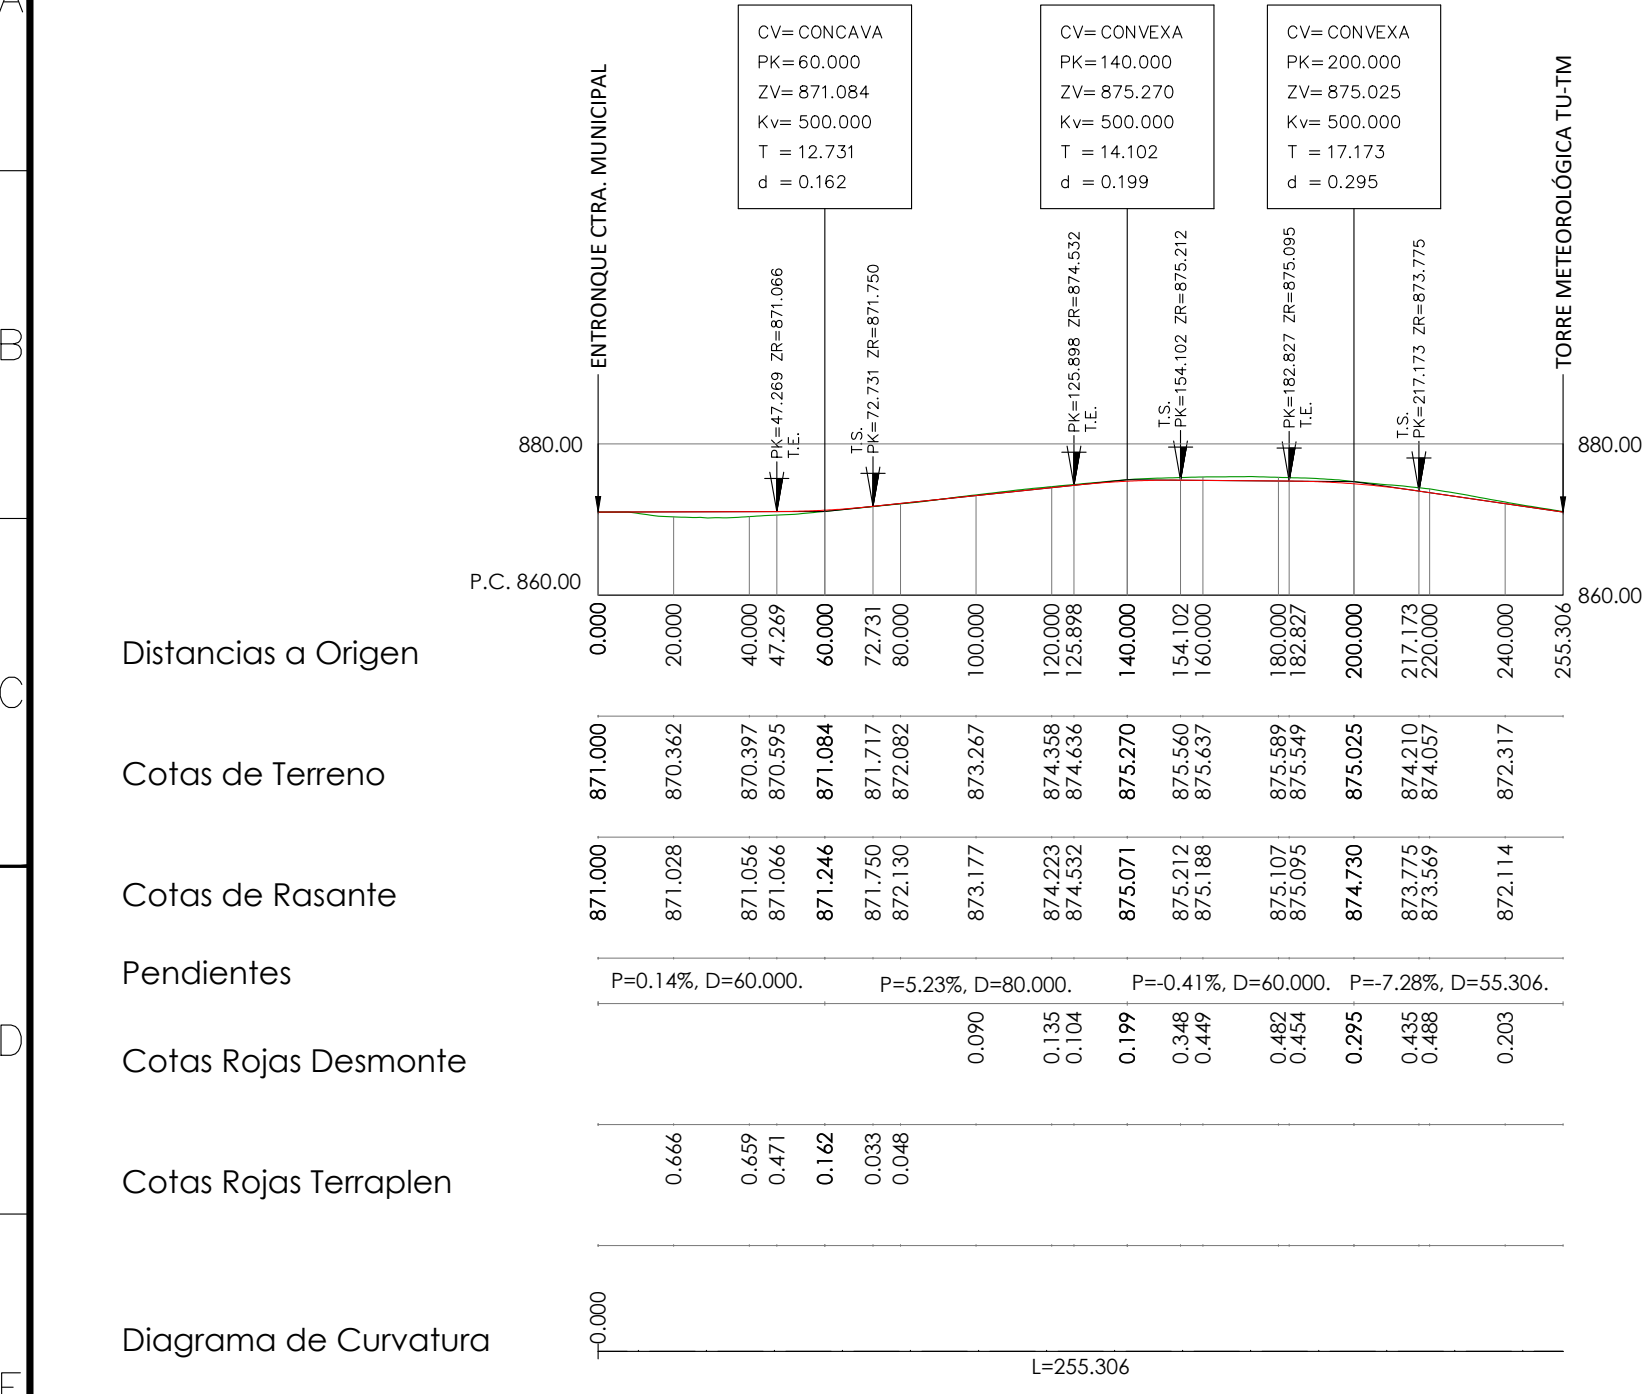 A
B
C
D
E
CV= CONCAVA
PK=60.000
ZV= 871.084
Kv= 500.000
T = 12.731
d = 0.162
CV= CONVEXA
PK=140.000
ZV= 875.270
Kv= 500.000
T = 14.102
d = 0.199
CV= CONVEXA
PK=200.000
ZV= 875.025
Kv= 500.000
T = 17.173
d = 0.295
ENTRONQUE CTRA. MUNICIPAL
PK=47.269 ZR=871.066
T.E.
T.S.
PK=72.731 ZR=871.750
PK=125.898 ZR=874.532
T.E.
T.S.
PK=154.102 ZR=875.212
PK=182.827 ZR=875.095
T.E.
T.S.
PK=217.173 ZR=873.775
TORRE METEOROLÓGICA TU-TM
880.00 880.00
P.C. 860.00 860.00
Distancias a Origen 0.000 20.000 40.000 47.269 60.000 72.731 80.000 100.000 120.000 125.898 140.000 154.102 160.000 180.000 182.827 200.000 217.173 220.000 240.000 255.306
Cotas de Terreno 871.000 870.362 870.397 870.595 871.084 871.717 872.082 873.267 874.358 874.636 875.270 875.560 875.637 875.589 875.549 875.025 874.210 874.057 872.317
Cotas de Rasante 871.000 871.028 871.056 871.066 871.246 871.750 872.130 873.177 874.223 874.532 875.071 875.212 875.188 875.107 875.095 874.730 873.775 873.569 872.114
Pendientes P=0.14%, D=60.000. P=5.23%, D=80.000. P=-0.41%, D=60.000. P=-7.28%, D=55.306.
Cotas Rojas Desmonte 0.090 0.135 0.104 0.199 0.348 0.449 0.482 0.454 0.295 0.435 0.488 0.203
Cotas Rojas Terraplen 0.666 0.659 0.471 0.162 0.033 0.048
Diagrama de Curvatura 0.000
L=255.306